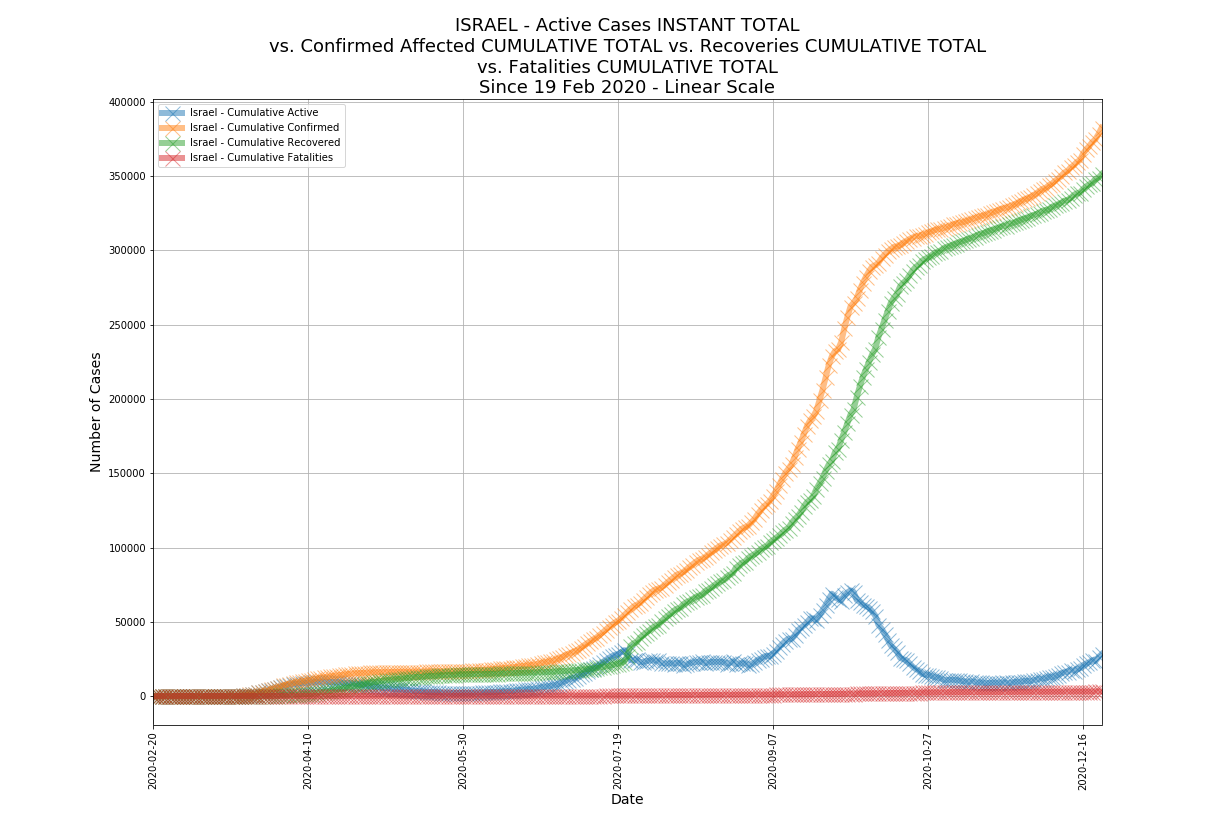 ISRAEL - Active Cases INSTANT TOTAL
vs. Confirmed Affected CUMULATIVE TOTAL vs. Recoveries CUMULATIVE TOTAL
vs. Fatalities CUMULATIVE TOTAL
Since 19 Feb 2020 - Linear Scale
Israel - Cumulative Active
Israel - Cumulative Confirmed
Israel - Cumulative Recovered
Israel - Cumulative Fatalities
Number of Cases
400000
350000
300000
250000
200000
150000
100000
50000
0
2020-02-20
2020-04-10
2020-05-30
2020-07-19
2020-09-07
2020-10-27
2020-12-16
Date